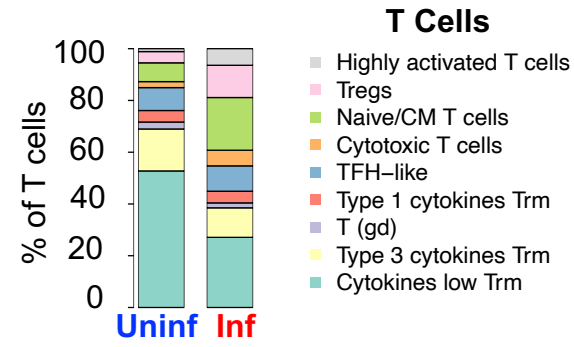 T Cells
100
80
60
40
20
0
% of T cells
Uninf Inf
Highly activated T cells
Tregs
Naive/CM T cells
Cytotoxic T cells
TFH−like
Type 1 cytokines Trm
T (gd)
Type 3 cytokines Trm
Cytokines low Trm